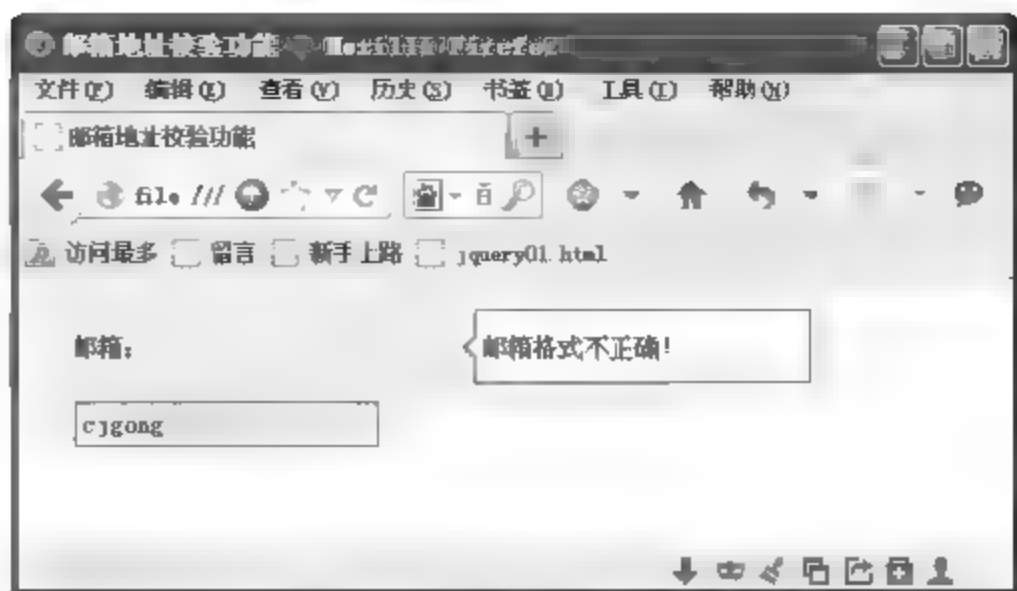 邮箱地址校验功能 - Mozilla Firefox
文件(F) 编辑(E) 查看(V) 历史(S) 书签(B) 工具(T) 帮助(H)
邮箱地址校验功能 +
file ///
访问最多 留言 新手上路 jquery01.html
邮箱: 邮箱格式不正确!
cjgong